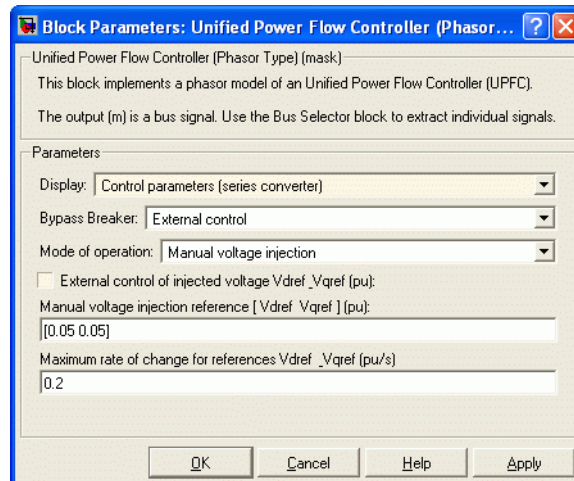 Block Parameters: Unified Power Flow Controller (Phasor...
Unified Power Flow Controller (Phasor Type) (mask)
This block implements a phasor model of an Unified Power Flow Controller (UPFC).
The output (m) is a bus signal. Use the Bus Selector block to extract individual signals.
Parameters
Display: Control parameters (series converter)
Bypass Breaker: External control
Mode of operation: Manual voltage injection
External control of injected voltage Vdref_Vqref (pu):
Manual voltage injection reference [ Vdref Vqref ] (pu):
[0.05 0.05]
Maximum rate of change for references Vdref_Vqref (pu/s)
0.2
OK Cancel Help Apply